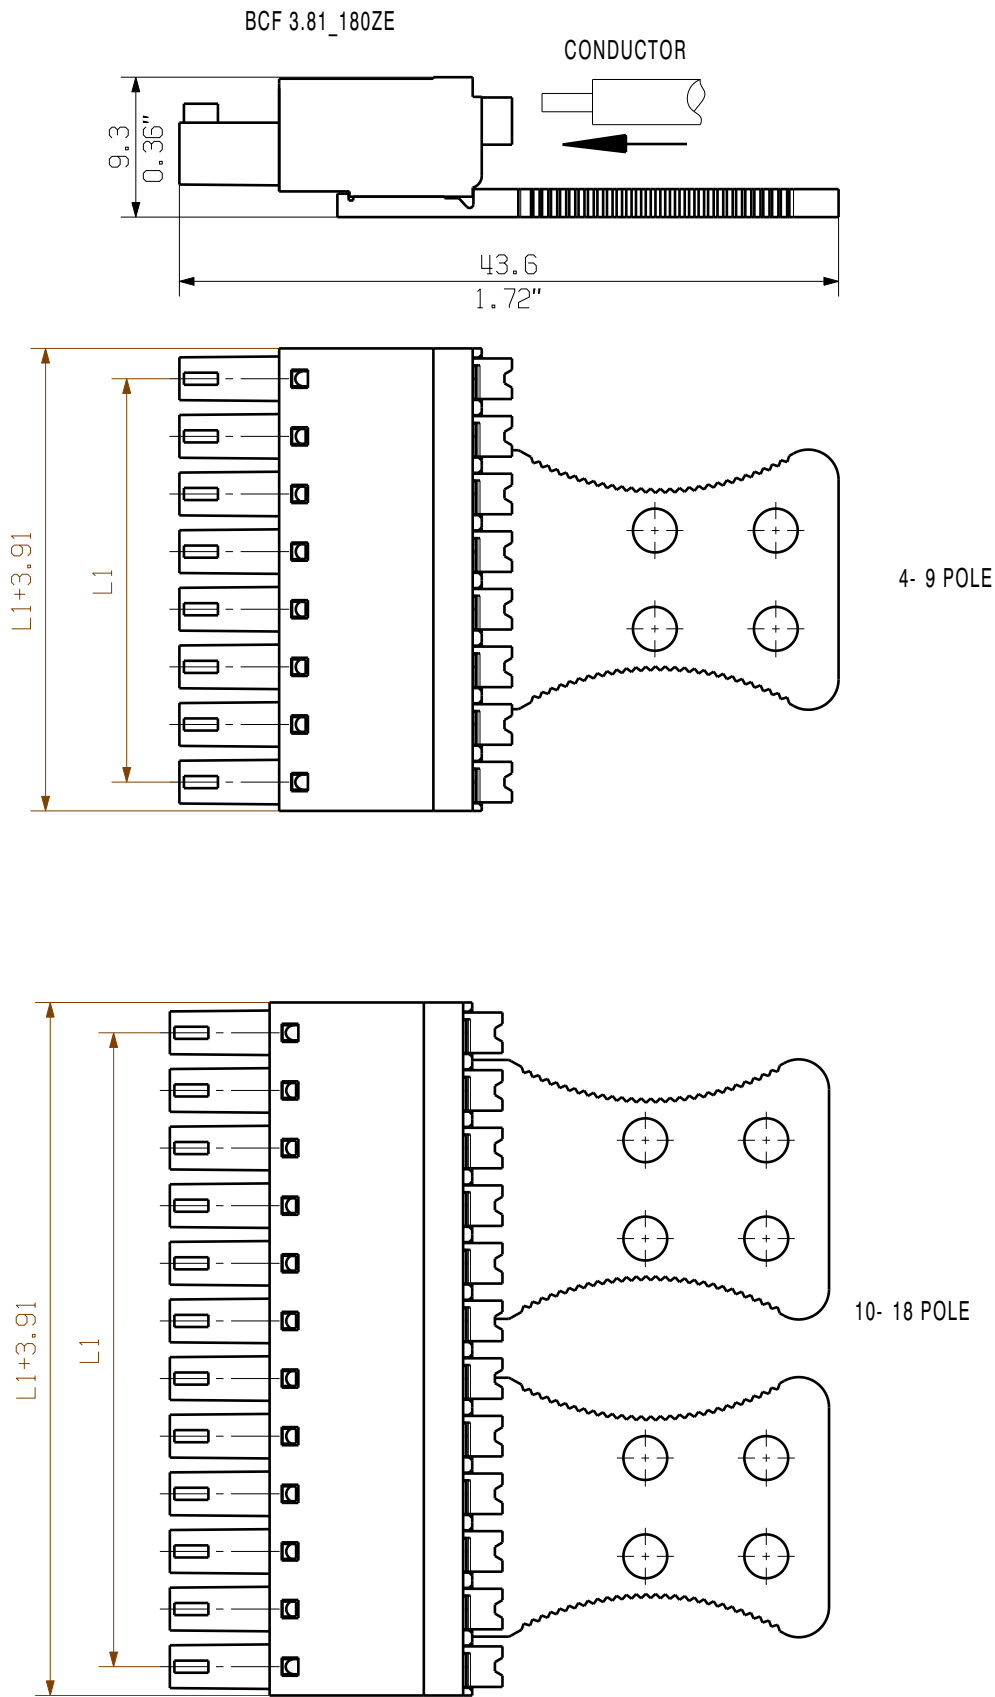 BCF 3.81_180ZE
CONDUCTOR
9.3
0.36"
43.6
1.72"
L1+3.91
L1
4- 9 POLE
L1+3.91
L1
10- 18 POLE